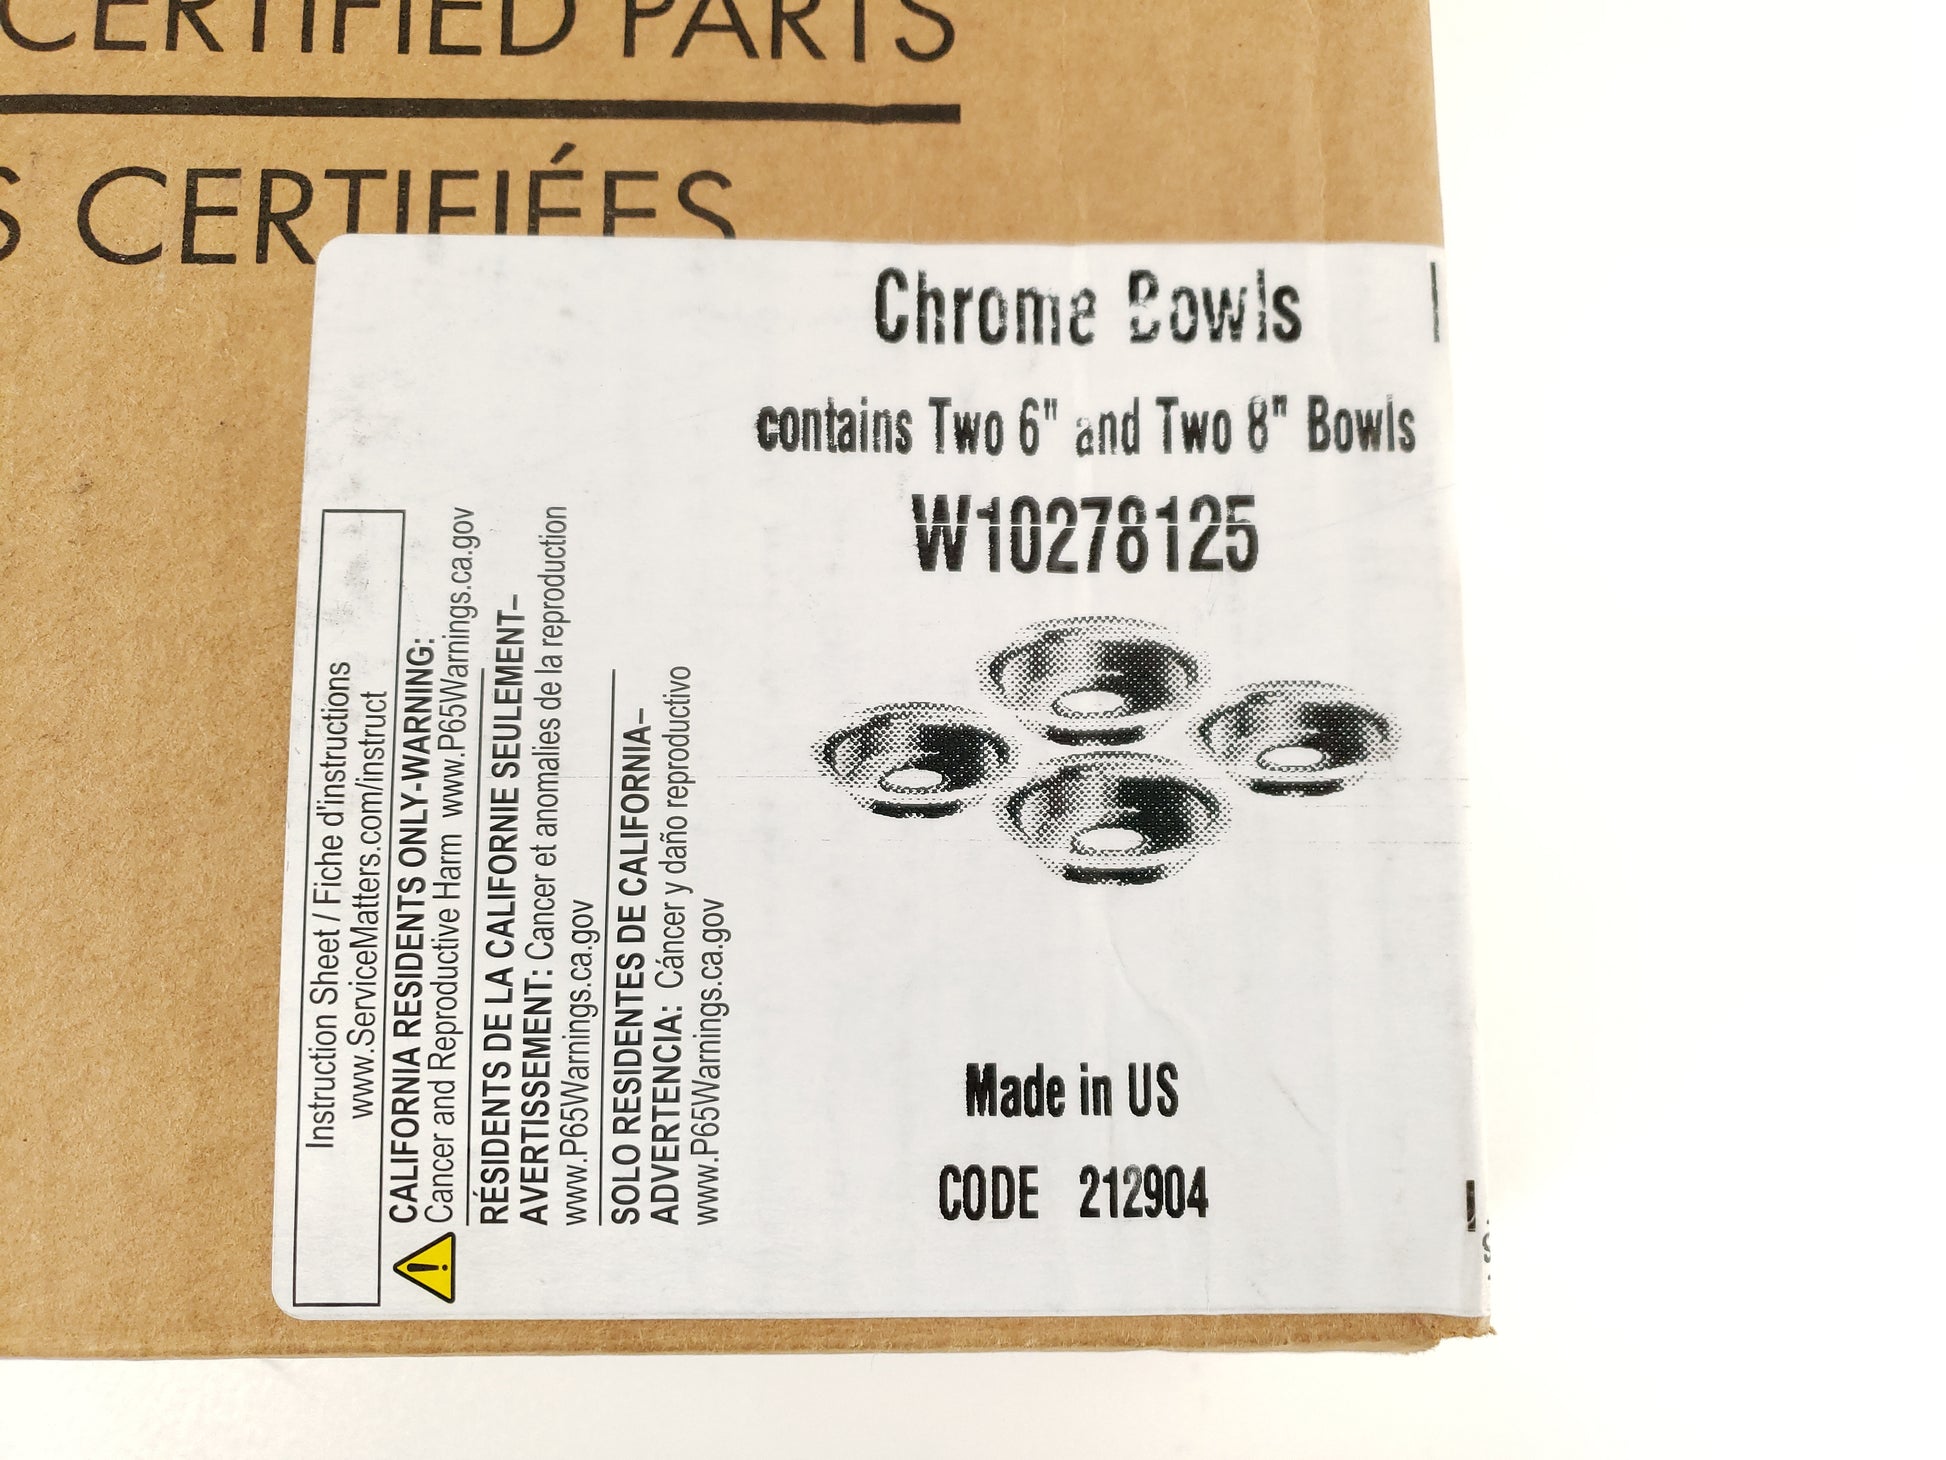 CERTIFIED PARTS
S CERTIFIÉES
Chrome Bowls
contains Two 6" and Two 8" Bowls
W10278125
Made in US
CODE 212904
Instruction Sheet / Fiche d'instructions
www.ServiceMatters.com/instruct
CALIFORNIA RESIDENTS ONLY-WARNING:
Cancer and Reproductive Harm www.P65Warnings.ca.gov
RÉSIDENTS DE LA CALIFORNIE SEULEMENT–
AVERTISSEMENT: Cancer et anomalies de la reproduction
www.P65Warnings.ca.gov
SOLO RESIDENTES DE CALIFORNIA–
ADVERTENCIA: Cáncer y daño reproductivo
www.P65Warnings.ca.gov